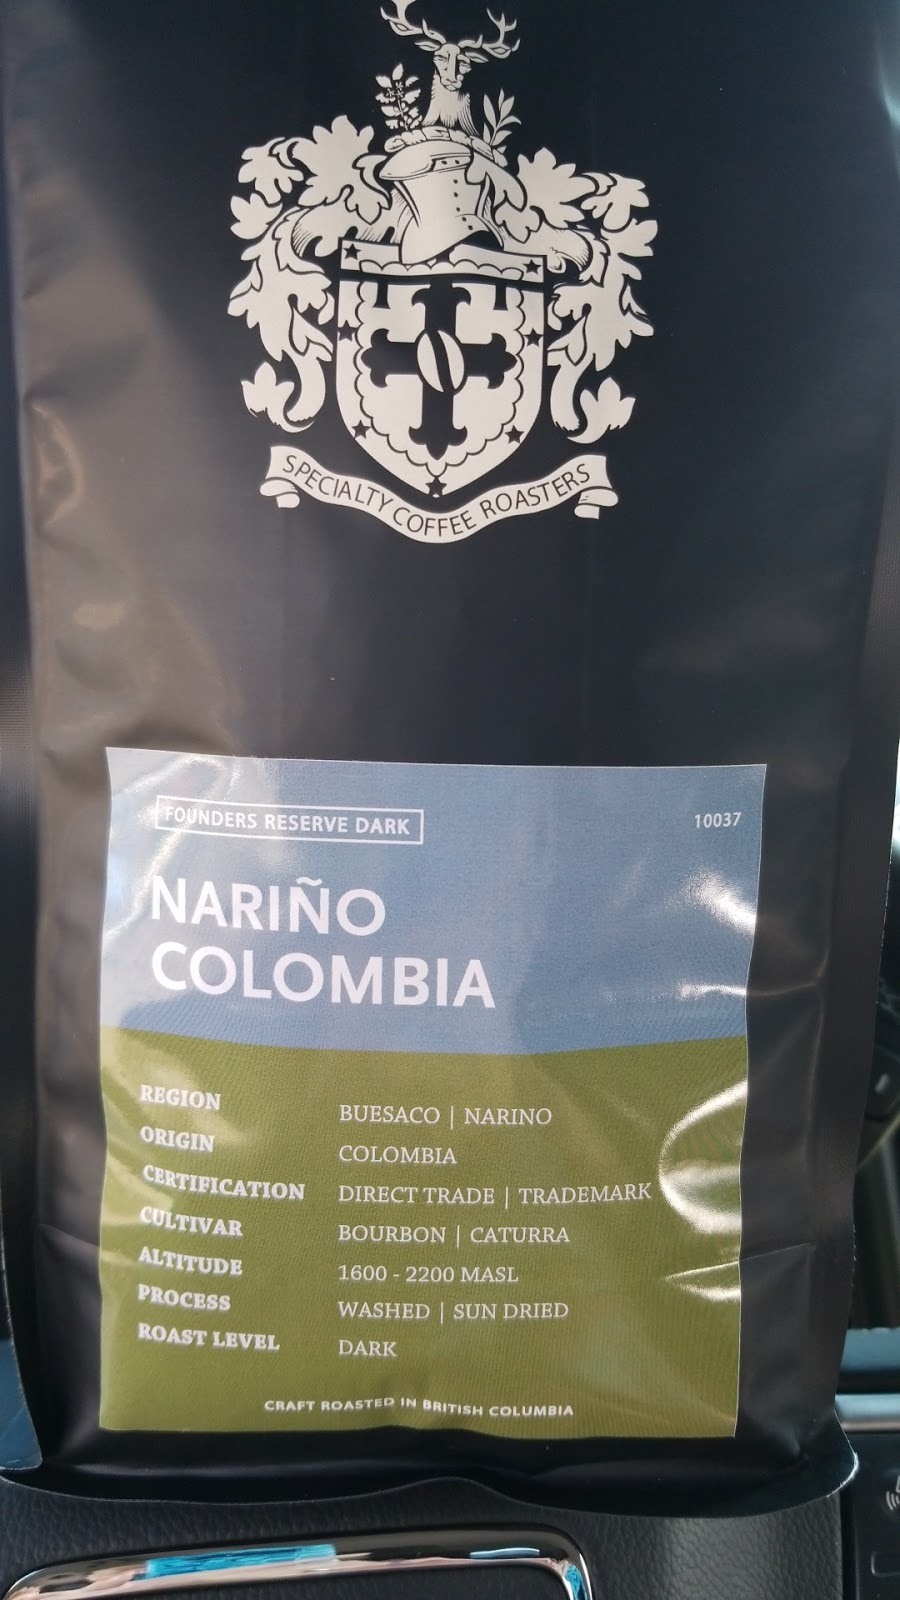 SPECIALTY COFFEE ROASTERS
FOUNDERS RESERVE DARK
10037
NARIÑO
COLOMBIA
REGION BUESACO | NARINO
ORIGIN COLOMBIA
CERTIFICATION DIRECT TRADE | TRADEMARK
CULTIVAR BOURBON | CATURRA
ALTITUDE 1600 - 2200 MASL
PROCESS WASHED | SUN DRIED
ROAST LEVEL DARK
CRAFT ROASTED IN BRITISH COLUMBIA